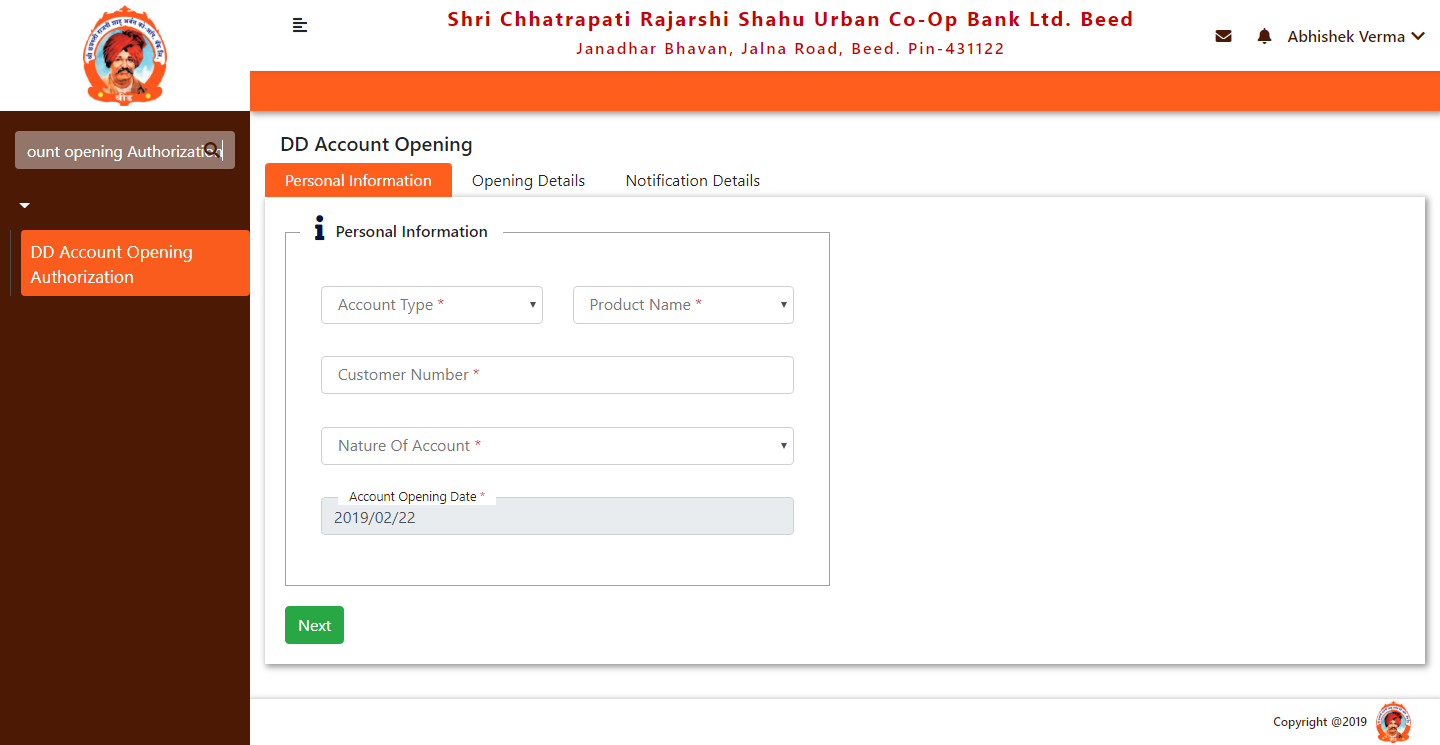 Shri Chhatrapati Rajarshi Shahu Urban Co-Op Bank Ltd. Beed
Janadhar Bhavan, Jalna Road, Beed. Pin-431122
Abhishek Verma
बीड
ount opening Authorization
DD Account Opening
Authorization
DD Account Opening
Personal Information
Opening Details
Notification Details
Personal Information
Account Type *
Product Name *
Customer Number *
Nature Of Account *
Account Opening Date *
2019/02/22
Next
Copyright @2019